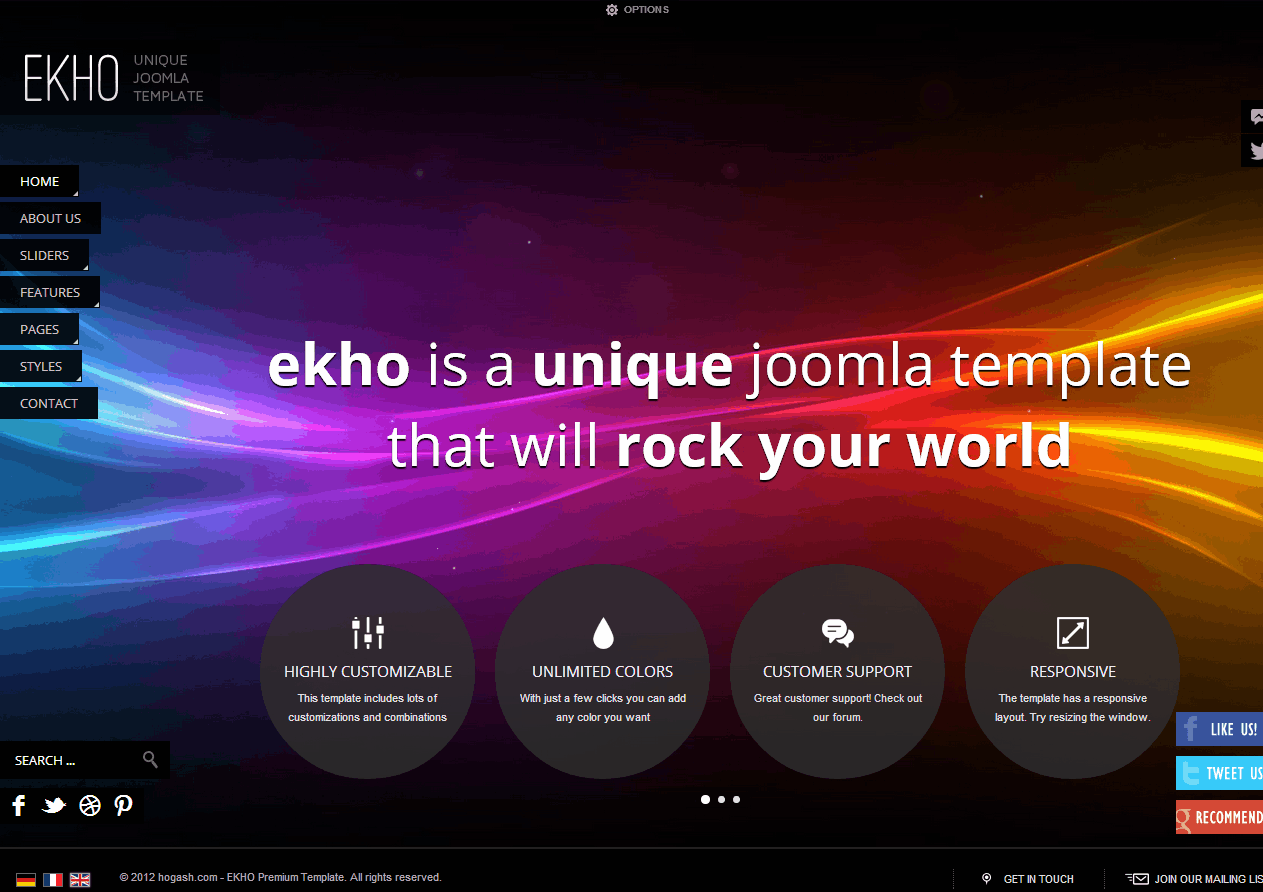 OPTIONS
EKHO
UNIQUE
JOOMLA
TEMPLATE
HOME
ABOUT US
SLIDERS
FEATURES
PAGES
STYLES
CONTACT
ekho is a unique joomla template
that will rock your world
HIGHLY CUSTOMIZABLE
This template includes lots of
customizations and combinations
UNLIMITED COLORS
With just a few clicks you can add
any color you want
CUSTOMER SUPPORT
Great customer support! Check out
our forum.
RESPONSIVE
The template has a responsive
layout. Try resizing the window.
LIKE US!
TWEET US
RECOMMEND
SEARCH ...
© 2012 hogash.com - EKHO Premium Template. All rights reserved.
GET IN TOUCH
JOIN OUR MAILING LIS